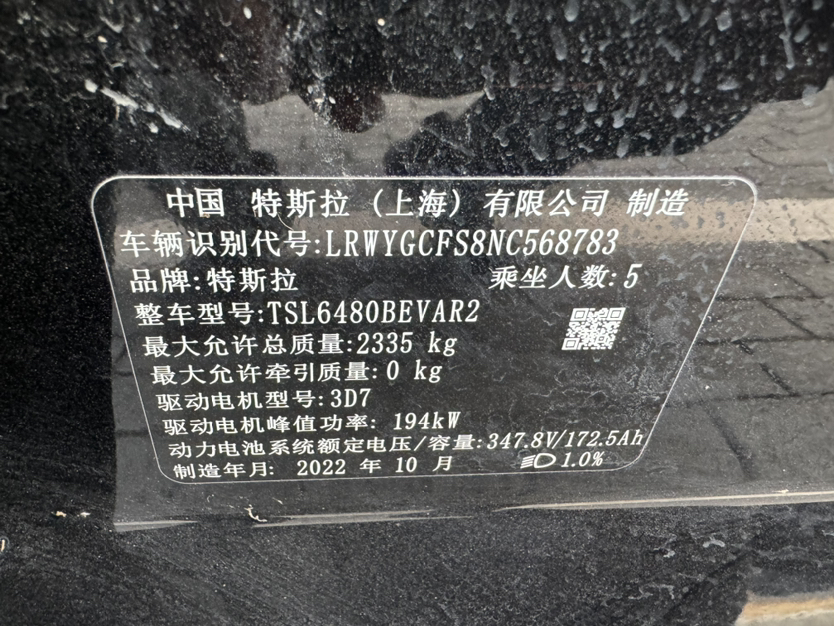 中国 特斯拉 (上海) 有限公司 制造
车辆识别代号:LRWYGCFS8NC568783
品牌:特斯拉 乘坐人数:5
整车型号:TSL6480BEVAR2
最大允许总质量:2335 kg
最大允许牵引质量:0 kg
驱动电机型号:3D7
驱动电机峰值功率: 194kW
动力电池系统额定电压/容量:347.8V/172.5Ah
制造年月: 2022 年 10 月 1.0%